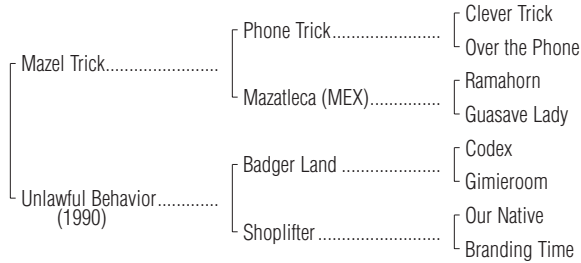 Clever Trick
Phone Trick
Over the Phone
Mazel Trick
Ramahorn
Mazatleca (MEX)
Guasave Lady
Codex
Badger Land
Gimieroom
Unlawful Behavior
(1990)
Our Native
Shoplifter
Branding Time